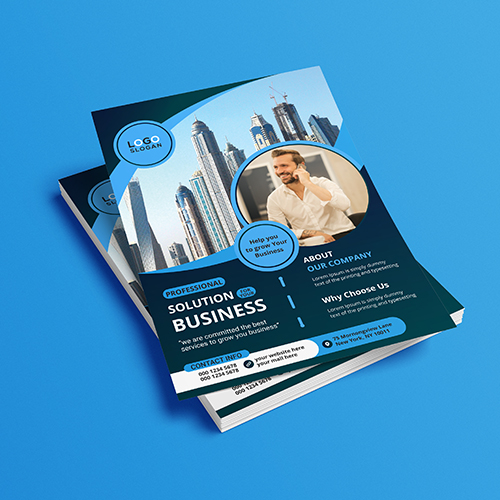 LOGO
SLOGAN
Help you
to grow Your
Business
PROFESSIONAL
SOLUTION FOR YOUR
BUSINESS
"we are committed the best
services to grow you business"
ABOUT
OUR COMPANY
Lorem Ipsum is simply dummy
text of the printing and typesetting
Why Choose Us
Lorem Ipsum is simply dummy
text of the printing and typesetting
CONTACT INFO
000 1234 5678
000 1234 5678
your website here
your mail here
75 Morningview Lane
New York, NY 10011